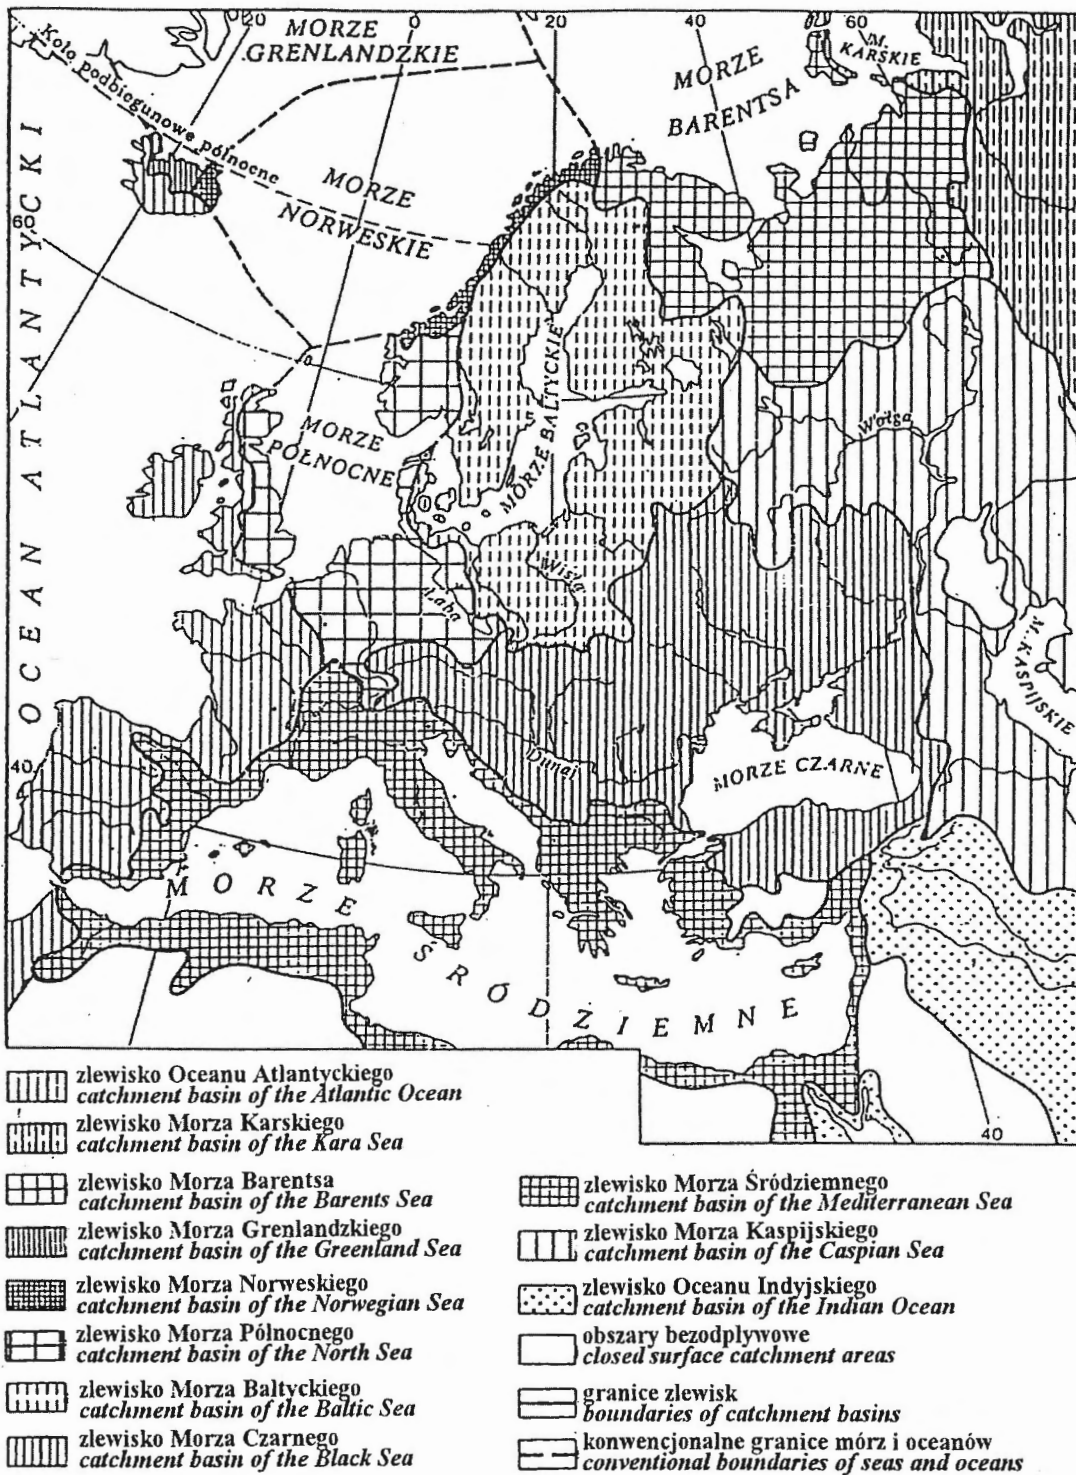 20
0
20
40
60
MORZE
GRENLANDZKIE
M.
KARSKIE
MORZE
BARENTSA
Koło podbiegunowe północne
MORZE
NORWESKIE
60
OCEAN ATLANTYCKI
MORZE BAŁTYCKIE
MORZE
PÓŁNOCNE
Wołga
Wisła
Łaba
M. KASPIJSKIE
Dunaj
MORZE CZARNE
40
MORZE
ŚRÓDZIEMNE
40
zlewisko Oceanu Atlantyckiego
catchment basin of the Atlantic Ocean
zlewisko Morza Karskiego
catchment basin of the Kara Sea
zlewisko Morza Barentsa
catchment basin of the Barents Sea
zlewisko Morza Grenlandzkiego
catchment basin of the Greenland Sea
zlewisko Morza Norweskiego
catchment basin of the Norwegian Sea
zlewisko Morza Północnego
catchment basin of the North Sea
zlewisko Morza Bałtyckiego
catchment basin of the Baltic Sea
zlewisko Morza Czarnego
catchment basin of the Black Sea
zlewisko Morza Śródziemnego
catchment basin of the Mediterranean Sea
zlewisko Morza Kaspijskiego
catchment basin of the Caspian Sea
zlewisko Oceanu Indyjskiego
catchment basin of the Indian Ocean
obszary bezodpływowe
closed surface catchment areas
granice zlewisk
boundaries of catchment basins
konwencjonalne granice mórz i oceanów
conventional boundaries of seas and oceans